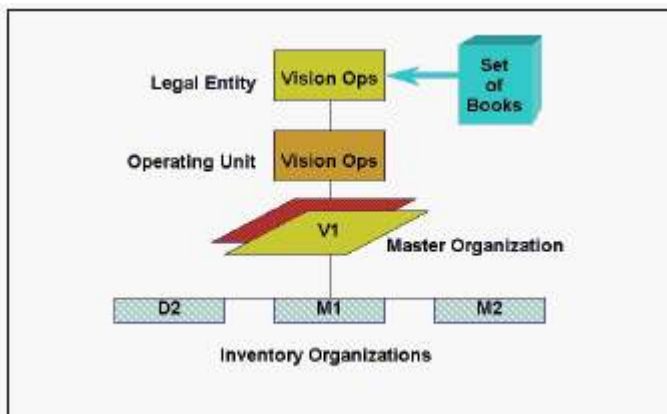 Legal Entity
Vision Ops
Set
of
Books
Operating Unit
Vision Ops
V1
Master Organization
D2
M1
M2
Inventory Organizations